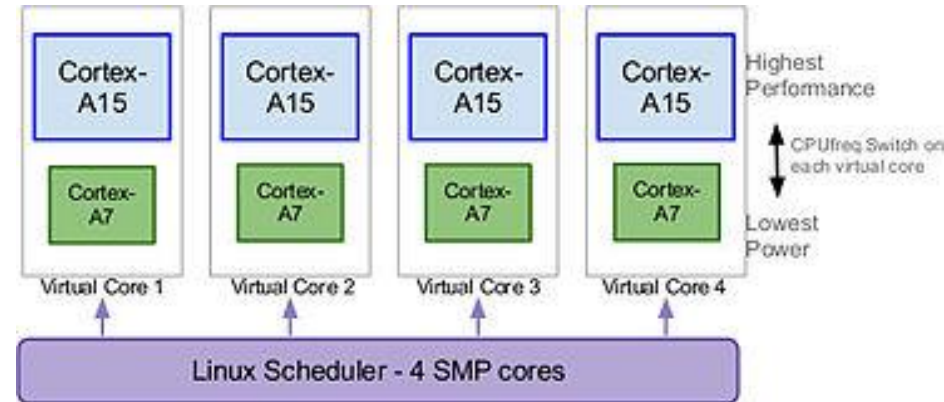 Cortex-
A15
Cortex-
A15
Cortex-
A15
Cortex-
A15
Highest
Performance
CPUfreq Switch on
each virtual core
Cortex-
A7
Cortex-
A7
Cortex-
A7
Cortex-
A7
Lowest
Power
Virtual Core 1
Virtual Core 2
Virtual Core 3
Virtual Core 4
Linux Scheduler - 4 SMP cores